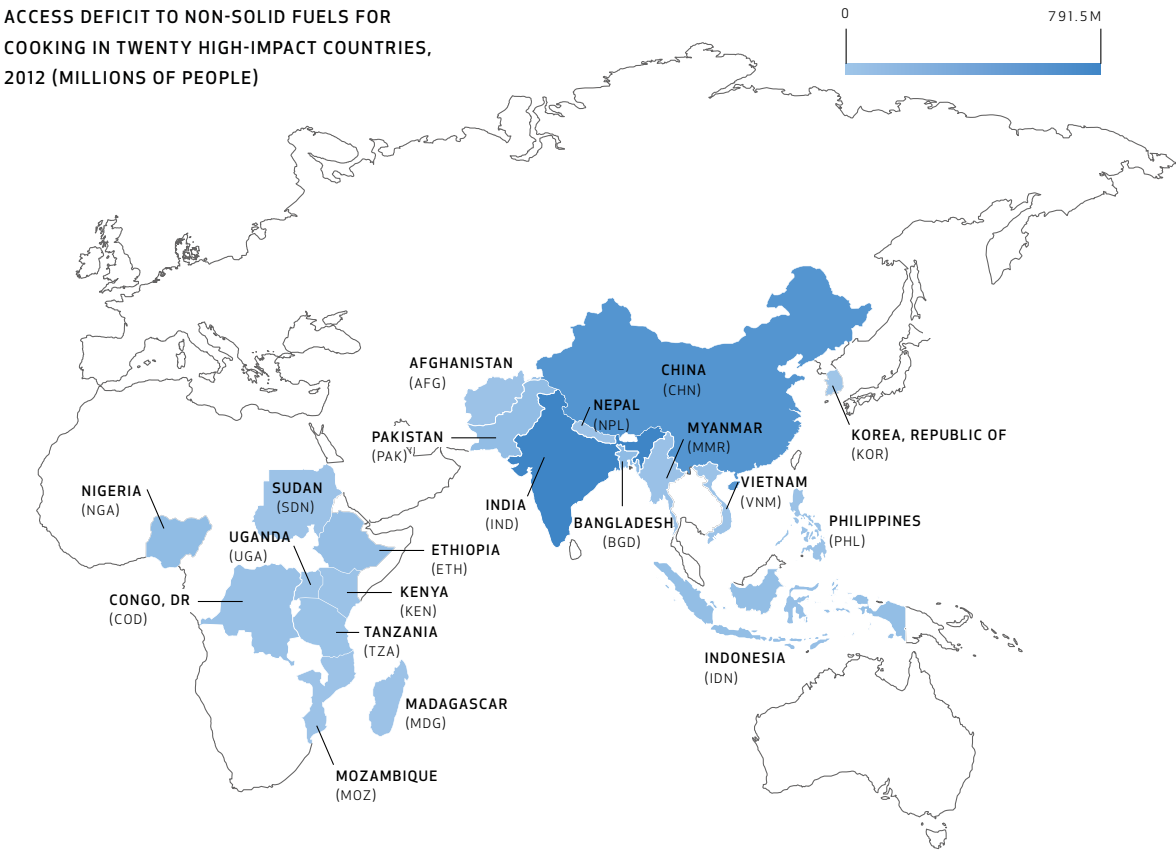 ACCESS DEFICIT TO NON-SOLID FUELS FOR
COOKING IN TWENTY HIGH-IMPACT COUNTRIES,
2012 (MILLIONS OF PEOPLE)
0
791.5M
AFGHANISTAN
(AFG)
CHINA
(CHN)
NEPAL
(NPL)
MYANMAR
(MMR)
PAKISTAN
(PAK)
KOREA, REPUBLIC OF
(KOR)
NIGERIA
(NGA)
SUDAN
(SDN)
INDIA
(IND)
BANGLADESH
(BGD)
VIETNAM
(VNM)
PHILIPPINES
(PHL)
UGANDA
(UGA)
ETHIOPIA
(ETH)
CONGO, DR
(COD)
KENYA
(KEN)
TANZANIA
(TZA)
INDONESIA
(IDN)
MADAGASCAR
(MDG)
MOZAMBIQUE
(MOZ)